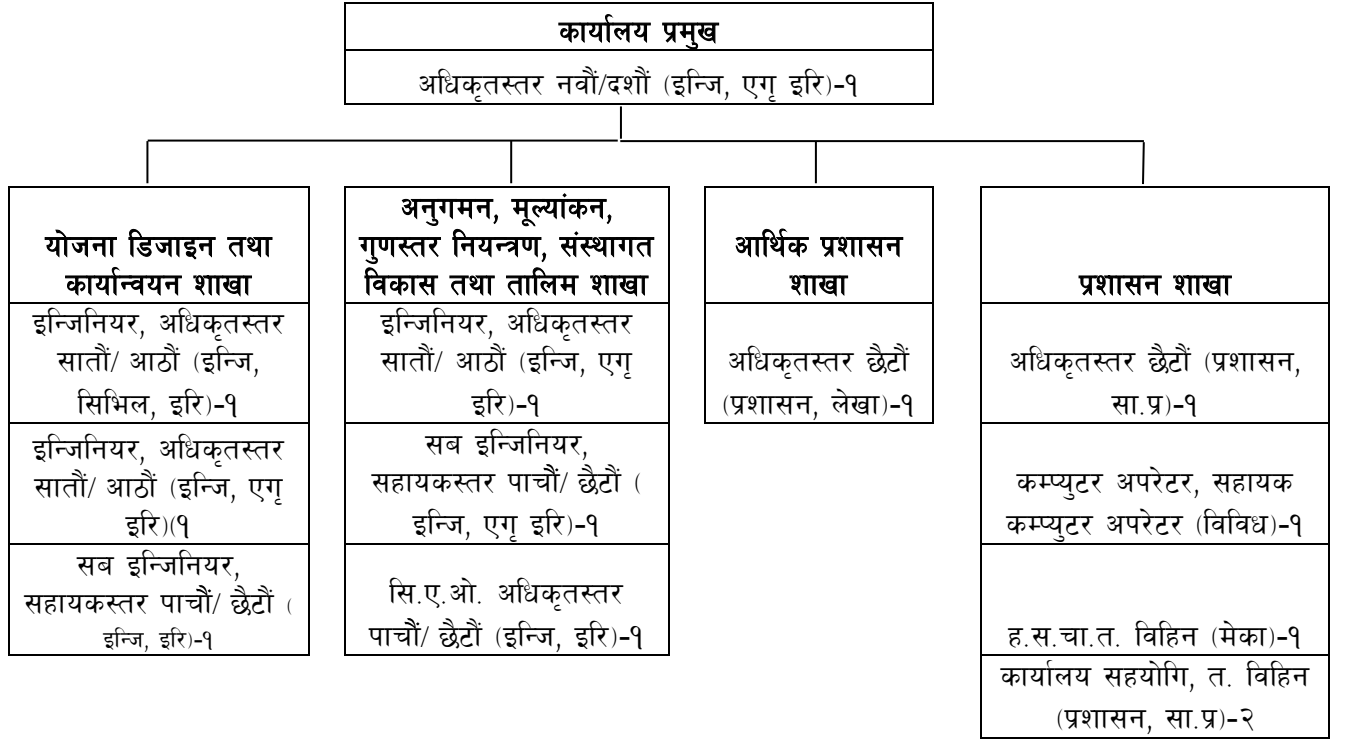 कार्यालय प्रमुख
अधिकृतस्तर नवौं/दशौं (इन्जि, एगृ इरि)-१
योजना डिजाइन तथा
कार्यान्वयन शाखा
इन्जिनियर, अधिकृतस्तर
सातौं/ आठौं (इन्जि,
सिभिल, इरि)-१
इन्जिनियर, अधिकृतस्तर
सातौं/ आठौं (इन्जि, एगृ
इरि)(१
सब इन्जिनियर,
सहायकस्तर पाचौं/ छैटौं (
इन्जि, इरि)-१
अनुगमन, मूल्यांकन,
गुणस्तर नियन्त्रण, संस्थागत
विकास तथा तालिम शाखा
इन्जिनियर, अधिकृतस्तर
सातौं/ आठौं (इन्जि, एगृ
इरि)-१
सब इन्जिनियर,
सहायकस्तर पाचौं/ छैटौं (
इन्जि, एगृ इरि)-१
सि.ए.ओ. अधिकृतस्तर
पाचौं/ छैटौं (इन्जि, इरि)-१
आर्थिक प्रशासन
शाखा
अधिकृतस्तर छैटौं
(प्रशासन, लेखा)-१
प्रशासन शाखा
अधिकृतस्तर छैटौं (प्रशासन,
सा.प्र)-१
कम्प्युटर अपरेटर, सहायक
कम्प्युटर अपरेटर (विविध)-१
ह.स.चा.त. विहिन (मेका)-१
कार्यालय सहयोगि, त. विहिन
(प्रशासन, सा.प्र)-२